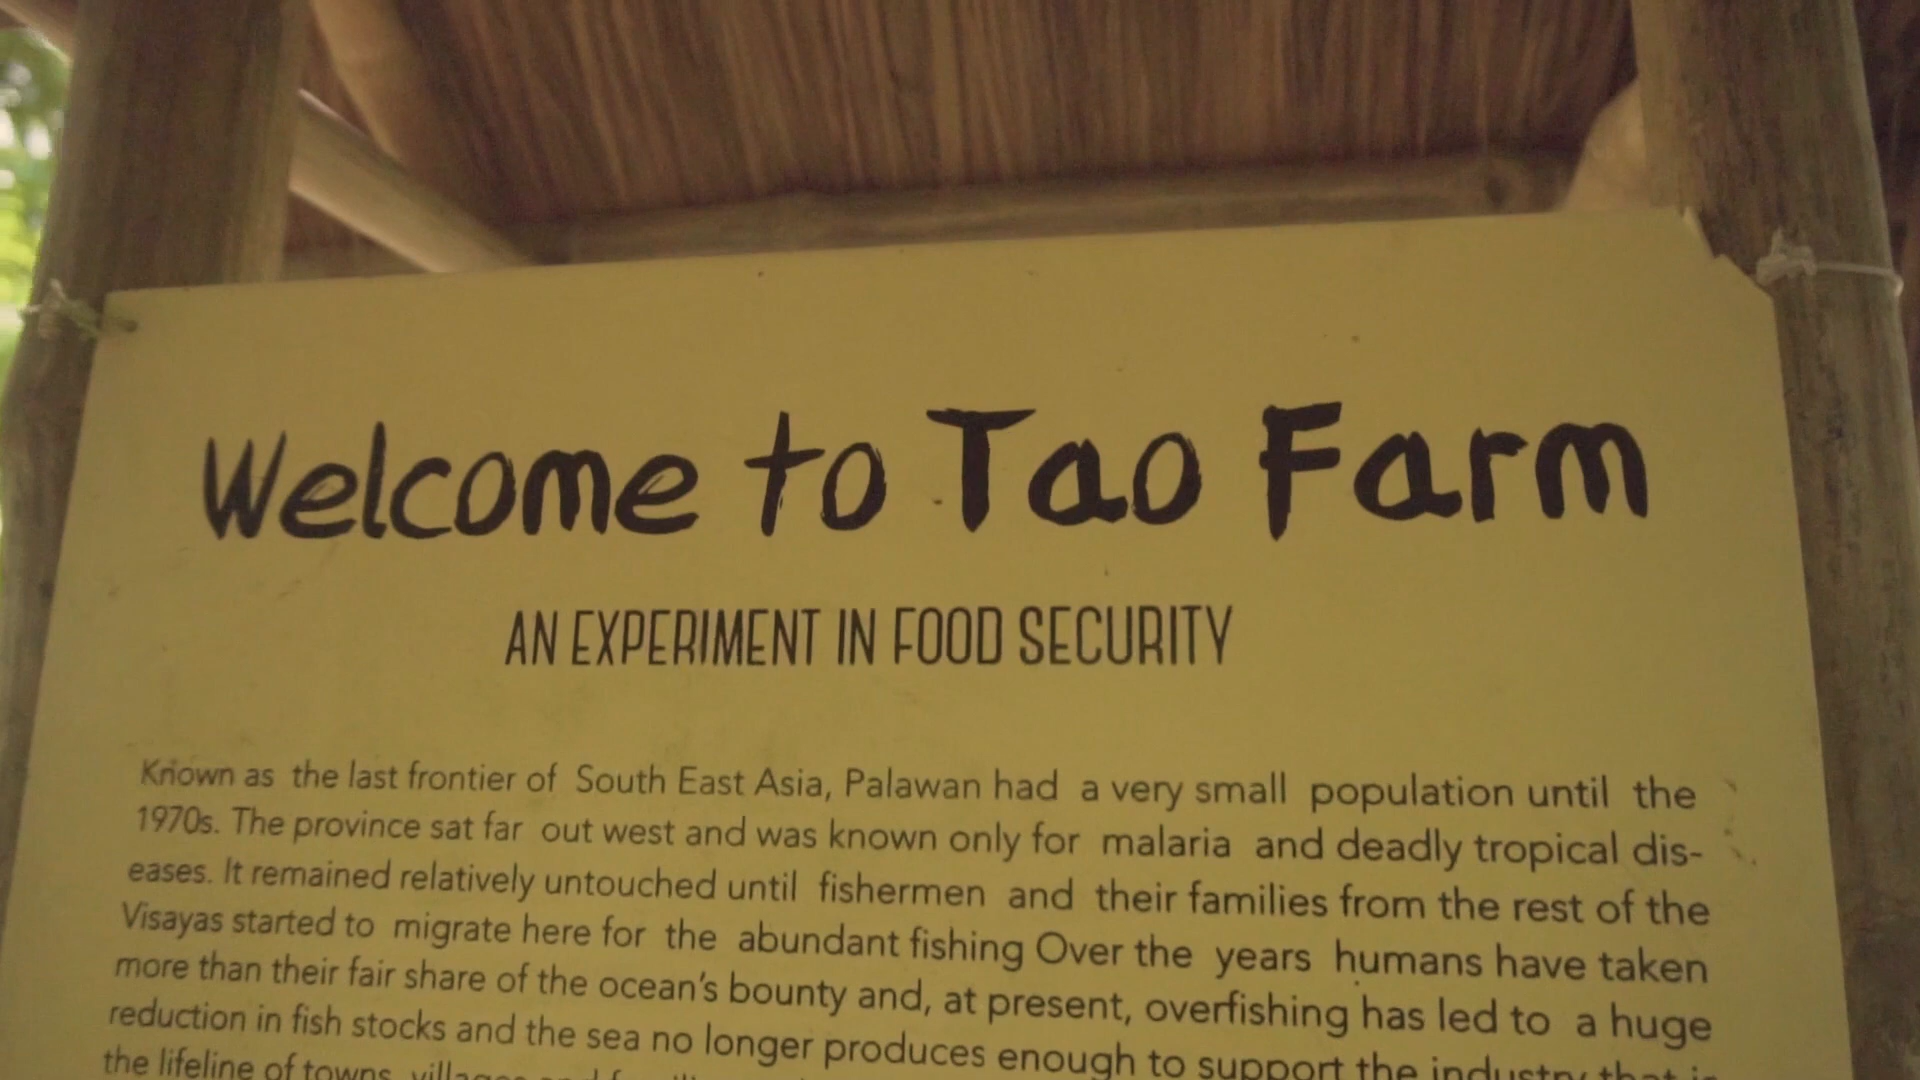 Welcome to Tao Farm
AN EXPERIMENT IN FOOD SECURITY
Known as the last frontier of South East Asia, Palawan had a very small population until the
1970s. The province sat far out west and was known only for malaria and deadly tropical dis-
eases. It remained relatively untouched until fishermen and their families from the rest of the
Visayas started to migrate here for the abundant fishing Over the years humans have taken
more than their fair share of the ocean's bounty and, at present, overfishing has led to a huge
reduction in fish stocks and the sea no longer produces enough to support the industry that is
the lifeline of towns,